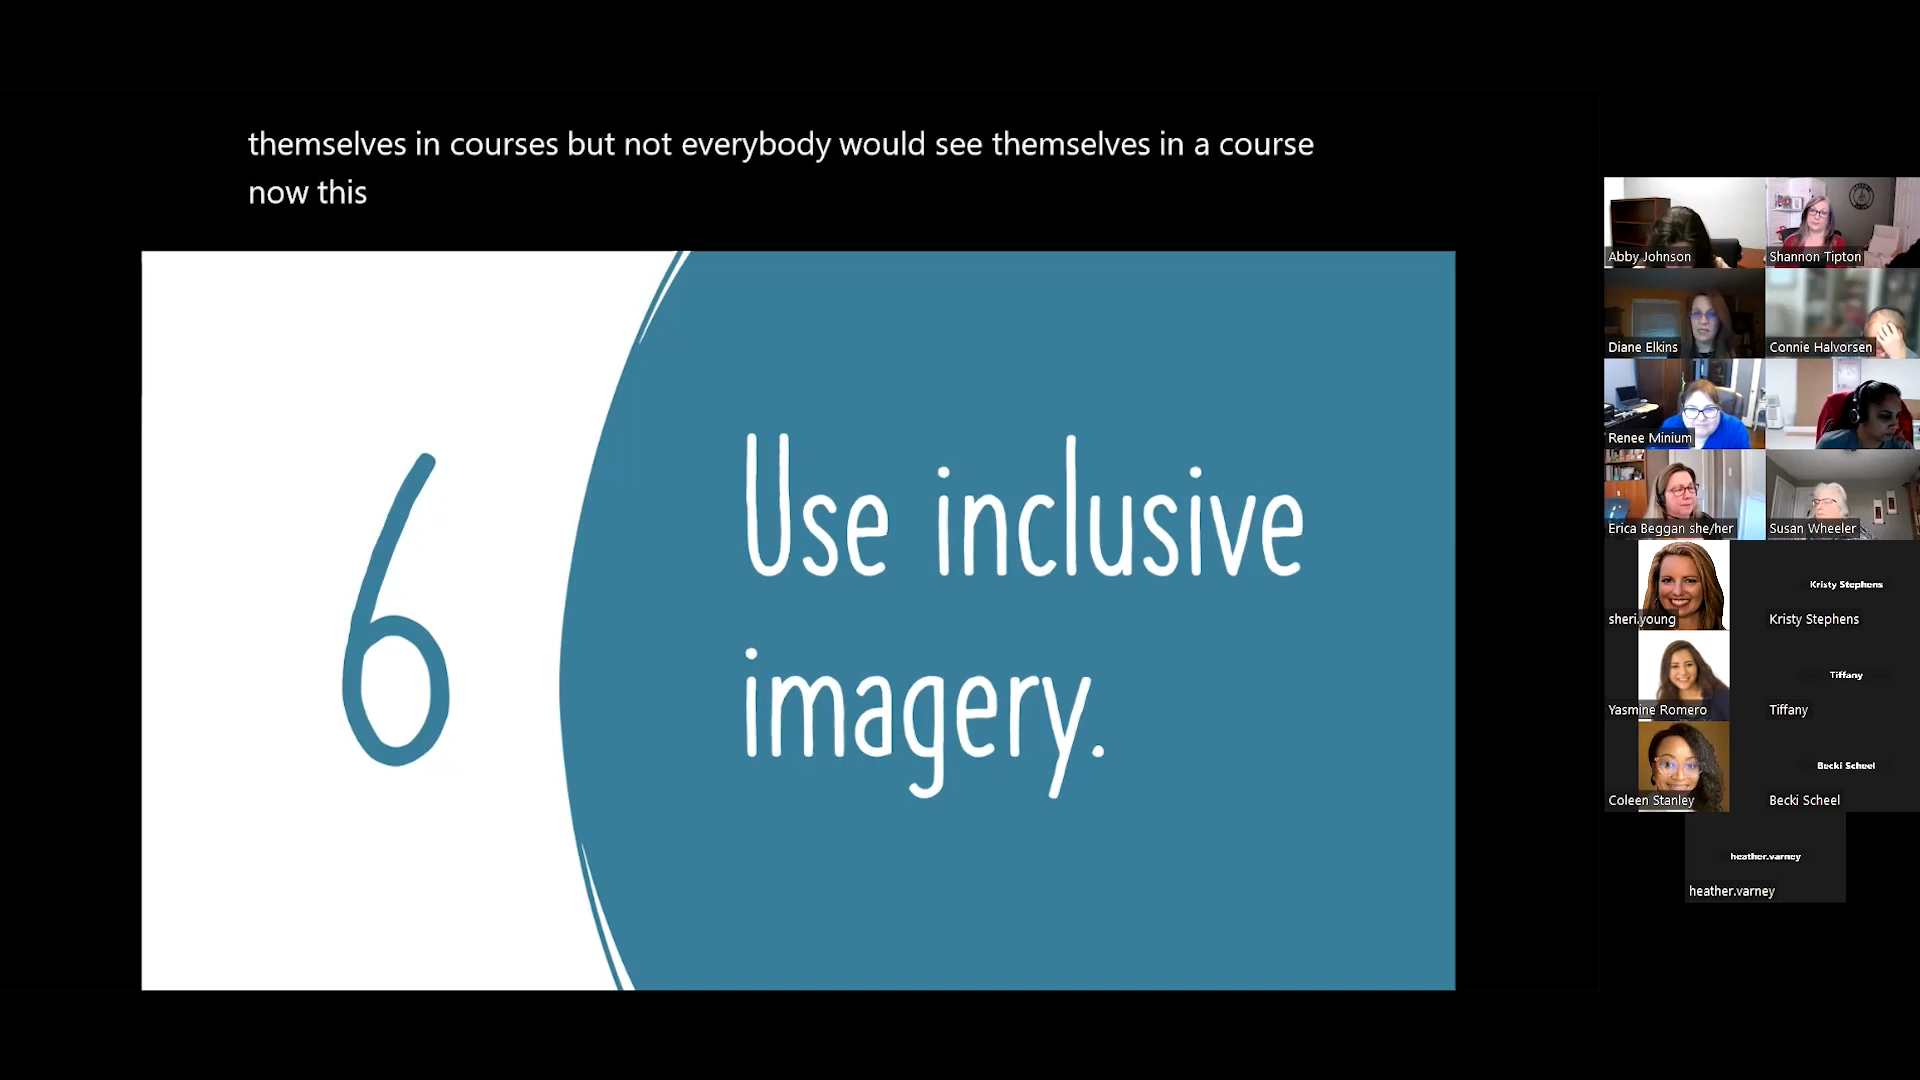 themselves in courses but not everybody would see themselves in a course
now this
6
Use inclusive
imagery.
Abby Johnson
Shannon Tipton
Diane Elkins
Connie Halvorsen
Renee Minium
Erica Beggan she/her
Susan Wheeler
sheri.young
Kristy Stephens
Kristy Stephens
Yasmine Romero
Tiffany
Tiffany
Coleen Stanley
Becki Scheel
Becki Scheel
heather.varney
heather.varney